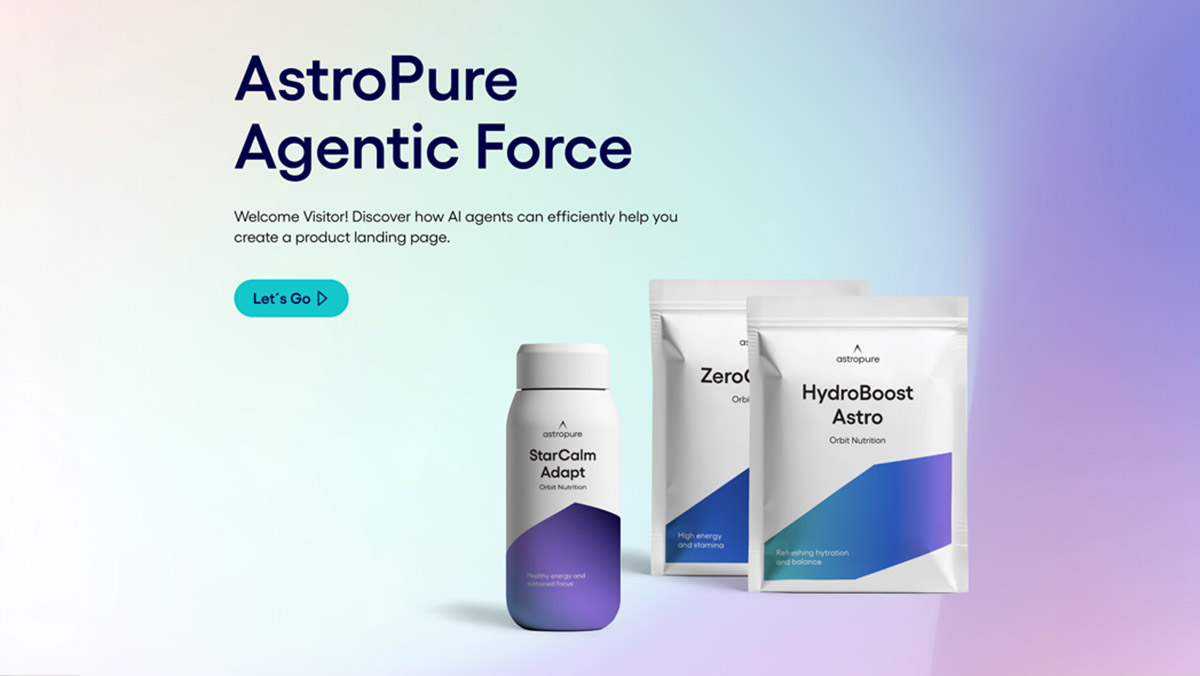 AstroPure
Agentic Force
Welcome Visitor! Discover how AI agents can efficiently help you
create a product landing page.
Let´s Go
astropure
StarCalm
Adapt
Orbit Nutrition
Healthy energy and
sustained focus
High energy
and stamina
astropure
HydroBoost
Astro
Orbit Nutrition
Refreshing hytration
and balance